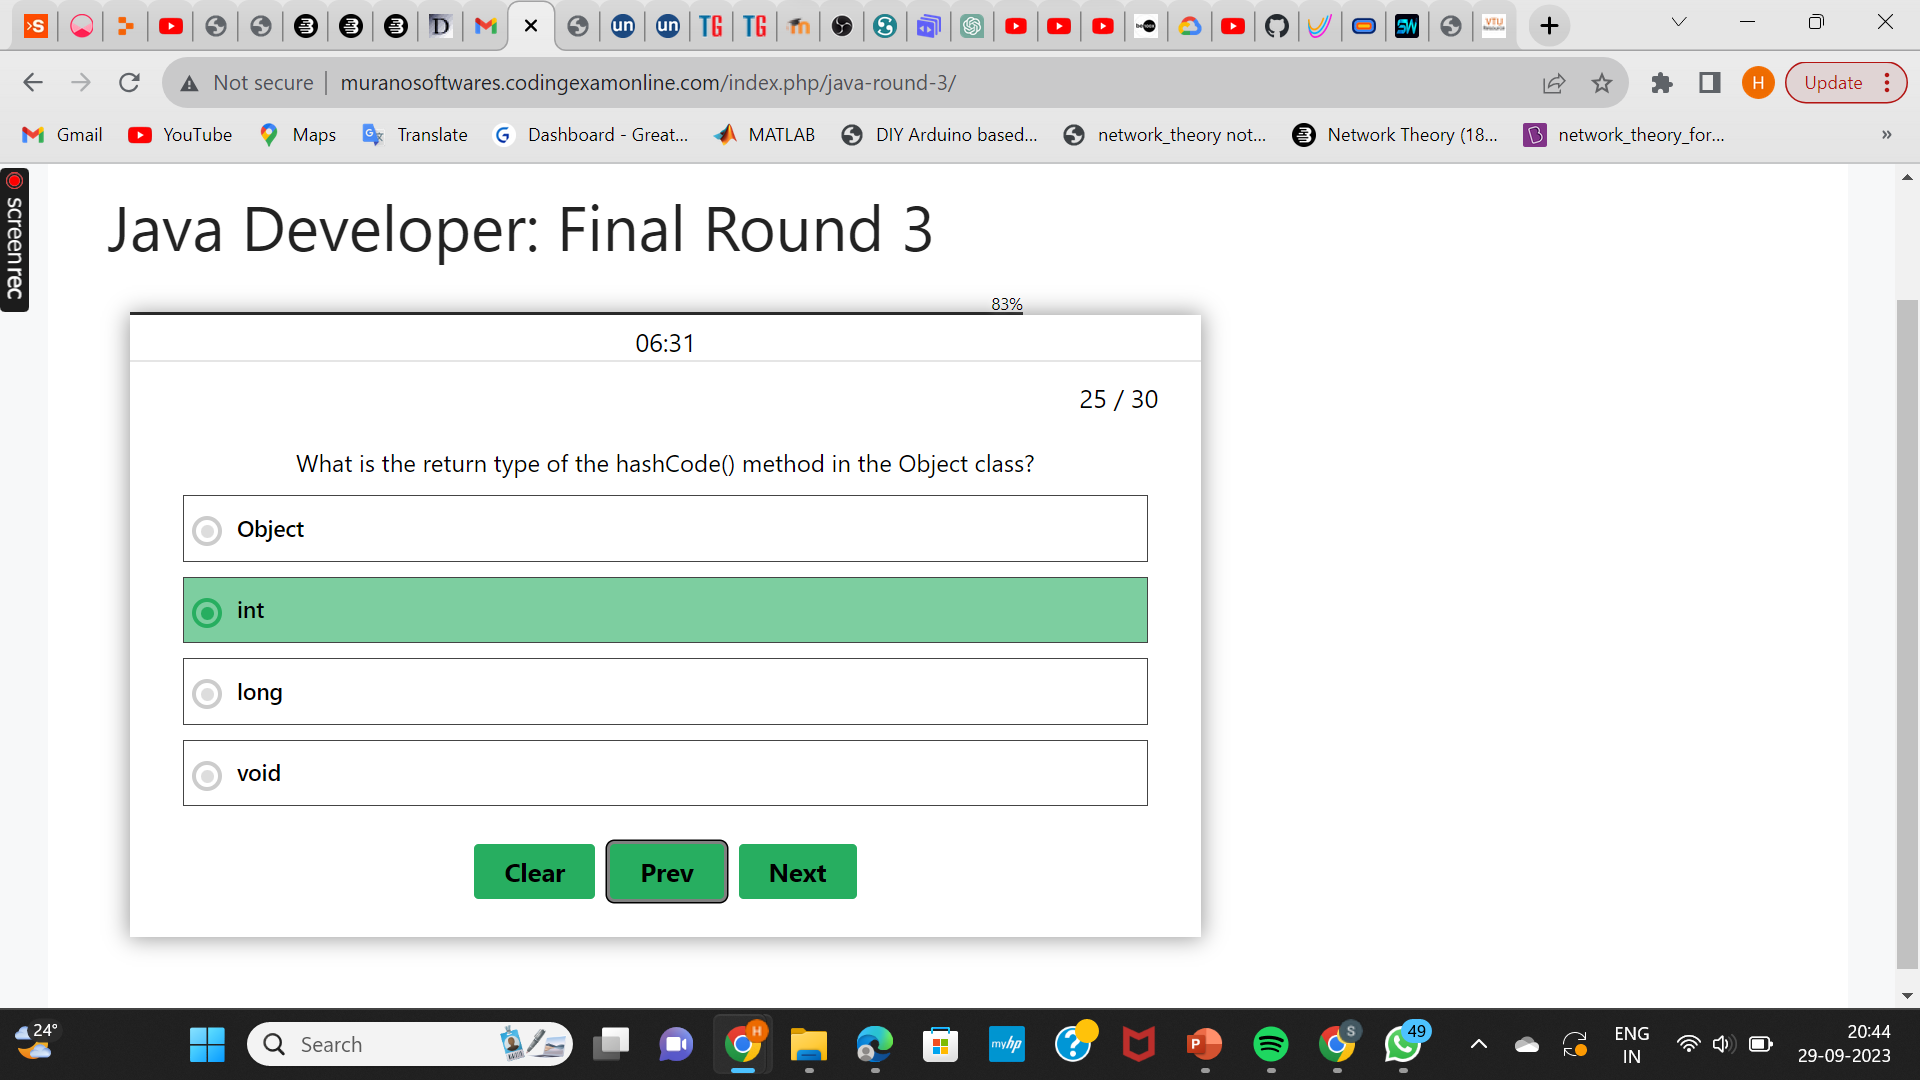 Not secure
muranosoftwares.codingexamonline.com/index.php/java-round-3/
H
Update
Gmail
YouTube
Maps
Translate
Dashboard - Great...
MATLAB
DIY Arduino based...
network_theory not...
Network Theory (18...
network_theory_for...
»
screenrec
Java Developer: Final Round 3
83%
06:31
25 / 30
What is the return type of the hashCode() method in the Object class?
Object
int
long
void
Clear
Prev
Next
24°
Search
H
myhp
S
49
ENG
IN
20:44
29-09-2023